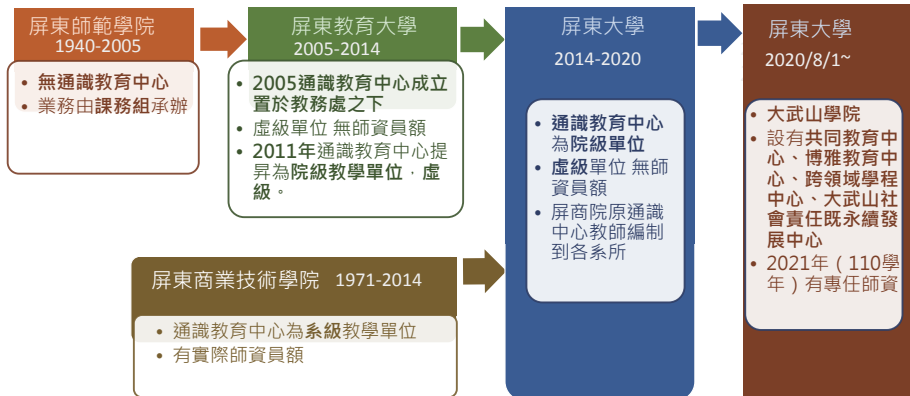 屏東師範學院
1940-2005
• 無通識教育中心
• 業務由課務組承辦
屏東教育大學
2005-2014
• 2005通識教育中心成立
置於教務處之下
• 虛級單位 無師資員額
• 2011年通識教育中心提
昇為院級教學單位，虛
級。
屏東商業技術學院 1971-2014
• 通識教育中心為系級教學單位
• 有實際師資員額
屏東大學
2014-2020
• 通識教育中心
為院級單位
• 虛級單位 無師
資員額
• 屏商院原通識
中心教師編制
到各系所
屏東大學
2020/8/1~
• 大武山學院
• 設有共同教育中
心、博雅教育中
心、跨領域學程
中心、大武山社
會責任既永續發
展中心
• 2021年（110學
年）有專任師資